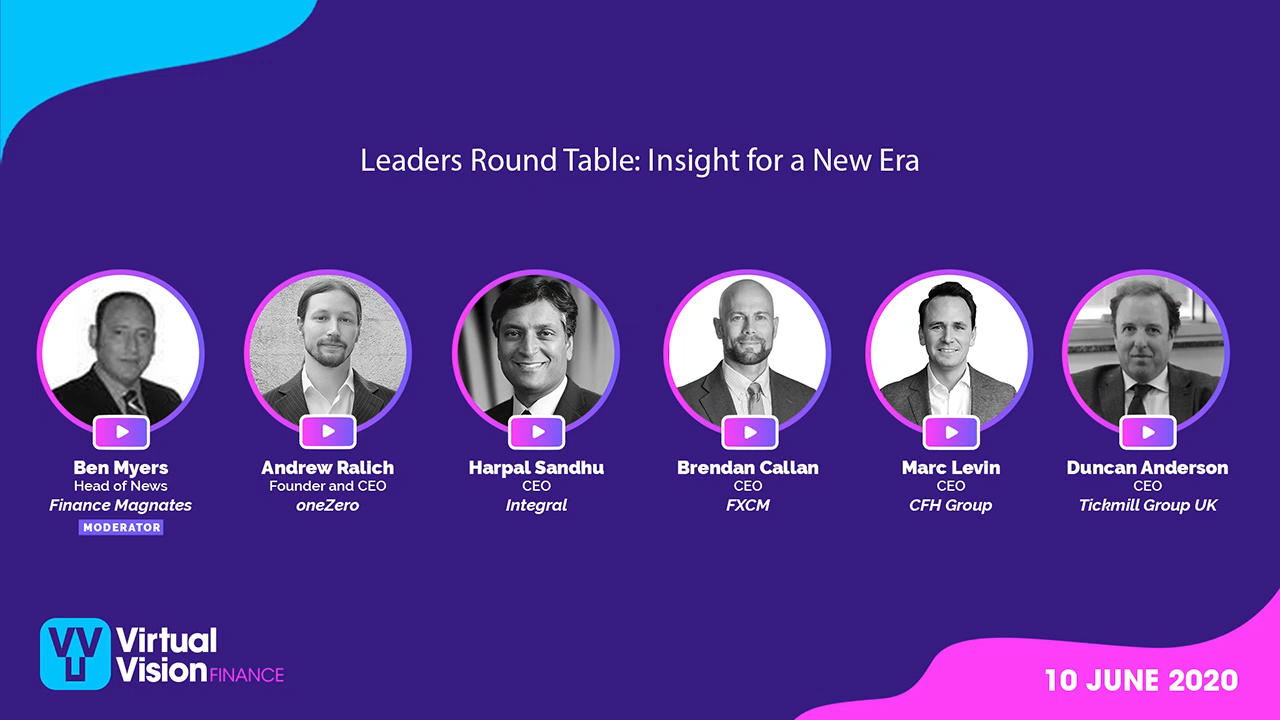 Leaders Round Table: Insight for a New Era
Ben Myers
Head of News
Finance Magnates
MODERATOR
Andrew Ralich
Founder and CEO
oneZero
Harpal Sandhu
CEO
Integral
Brendan Callan
CEO
FXCM
Marc Levin
CEO
CFH Group
Duncan Anderson
CEO
Tickmill Group UK
VVU
Virtual
Vision FINANCE
10 JUNE 2020